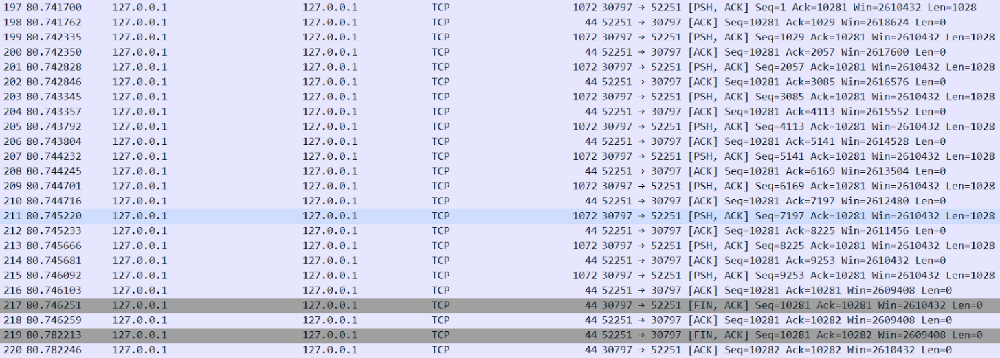 197 80.741700 127.0.0.1 127.0.0.1 TCP 1072 30797 → 52251 [PSH, ACK] Seq=1 Ack=10281 Win=2610432 Len=1028
198 80.741762 127.0.0.1 127.0.0.1 TCP 44 52251 → 30797 [ACK] Seq=10281 Ack=1029 Win=2618624 Len=0
199 80.742335 127.0.0.1 127.0.0.1 TCP 1072 30797 → 52251 [PSH, ACK] Seq=1029 Ack=10281 Win=2610432 Len=1028
200 80.742350 127.0.0.1 127.0.0.1 TCP 44 52251 → 30797 [ACK] Seq=10281 Ack=2057 Win=2617600 Len=0
201 80.742828 127.0.0.1 127.0.0.1 TCP 1072 30797 → 52251 [PSH, ACK] Seq=2057 Ack=10281 Win=2610432 Len=1028
202 80.742846 127.0.0.1 127.0.0.1 TCP 44 52251 → 30797 [ACK] Seq=10281 Ack=3085 Win=2616576 Len=0
203 80.743345 127.0.0.1 127.0.0.1 TCP 1072 30797 → 52251 [PSH, ACK] Seq=3085 Ack=10281 Win=2610432 Len=1028
204 80.743357 127.0.0.1 127.0.0.1 TCP 44 52251 → 30797 [ACK] Seq=10281 Ack=4113 Win=2615552 Len=0
205 80.743792 127.0.0.1 127.0.0.1 TCP 1072 30797 → 52251 [PSH, ACK] Seq=4113 Ack=10281 Win=2610432 Len=1028
206 80.743804 127.0.0.1 127.0.0.1 TCP 44 52251 → 30797 [ACK] Seq=10281 Ack=5141 Win=2614528 Len=0
207 80.744232 127.0.0.1 127.0.0.1 TCP 1072 30797 → 52251 [PSH, ACK] Seq=5141 Ack=10281 Win=2610432 Len=1028
208 80.744245 127.0.0.1 127.0.0.1 TCP 44 52251 → 30797 [ACK] Seq=10281 Ack=6169 Win=2613504 Len=0
209 80.744701 127.0.0.1 127.0.0.1 TCP 1072 30797 → 52251 [PSH, ACK] Seq=6169 Ack=10281 Win=2610432 Len=1028
210 80.744716 127.0.0.1 127.0.0.1 TCP 44 52251 → 30797 [ACK] Seq=10281 Ack=7197 Win=2612480 Len=0
211 80.745220 127.0.0.1 127.0.0.1 TCP 1072 30797 → 52251 [PSH, ACK] Seq=7197 Ack=10281 Win=2610432 Len=1028
212 80.745233 127.0.0.1 127.0.0.1 TCP 44 52251 → 30797 [ACK] Seq=10281 Ack=8225 Win=2611456 Len=0
213 80.745666 127.0.0.1 127.0.0.1 TCP 1072 30797 → 52251 [PSH, ACK] Seq=8225 Ack=10281 Win=2610432 Len=1028
214 80.745681 127.0.0.1 127.0.0.1 TCP 44 52251 → 30797 [ACK] Seq=10281 Ack=9253 Win=2610432 Len=0
215 80.746092 127.0.0.1 127.0.0.1 TCP 1072 30797 → 52251 [PSH, ACK] Seq=9253 Ack=10281 Win=2610432 Len=1028
216 80.746103 127.0.0.1 127.0.0.1 TCP 44 52251 → 30797 [ACK] Seq=10281 Ack=10281 Win=2609408 Len=0
217 80.746251 127.0.0.1 127.0.0.1 TCP 44 30797 → 52251 [FIN, ACK] Seq=10281 Ack=10281 Win=2610432 Len=0
218 80.746259 127.0.0.1 127.0.0.1 TCP 44 52251 → 30797 [ACK] Seq=10281 Ack=10282 Win=2609408 Len=0
219 80.782213 127.0.0.1 127.0.0.1 TCP 44 52251 → 30797 [FIN, ACK] Seq=10281 Ack=10282 Win=2609408 Len=0
220 80.782246 127.0.0.1 127.0.0.1 TCP 44 30797 → 52251 [ACK] Seq=10282 Ack=10282 Win=2610432 Len=0